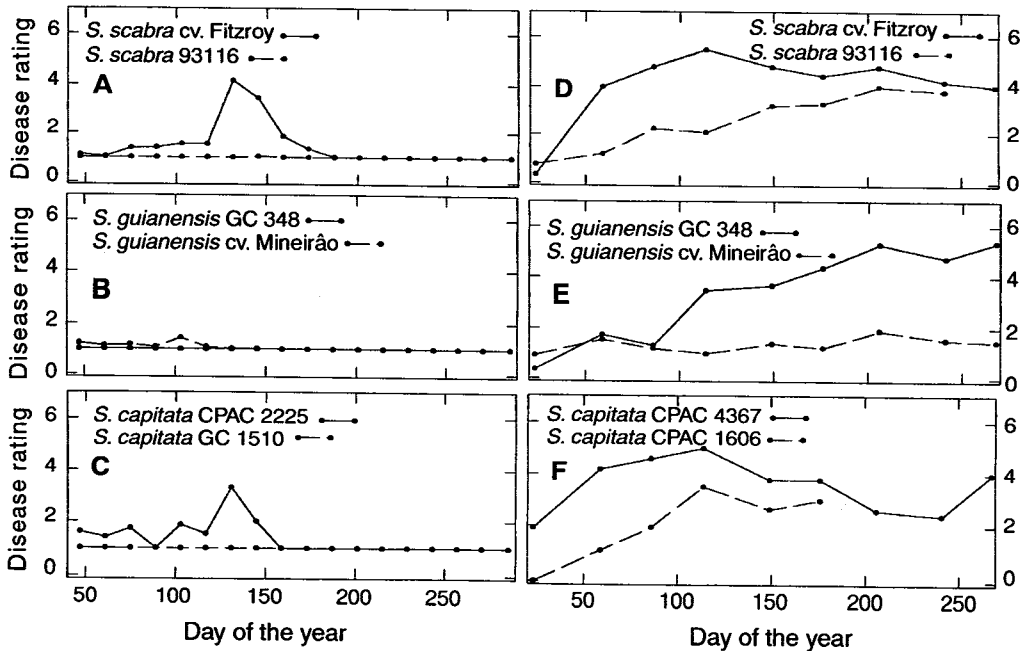 Disease rating
6
4
2
0
S. scabra cv. Fitzroy
S. scabra 93116
A
S. scabra cv. Fitzroy
S. scabra 93116
D
6
4
2
0
Disease rating
6
4
2
0
S. guianensis GC 348
S. guianensis cv. Mineirâo
B
S. guianensis GC 348
S. guianensis cv. Mineirâo
E
6
4
2
0
Disease rating
6
4
2
0
S. capitata CPAC 2225
S. capitata GC 1510
C
S. capitata CPAC 4367
S. capitata CPAC 1606
F
6
4
2
0
50 100 150 200 250
Day of the year
50 100 150 200 250
Day of the year